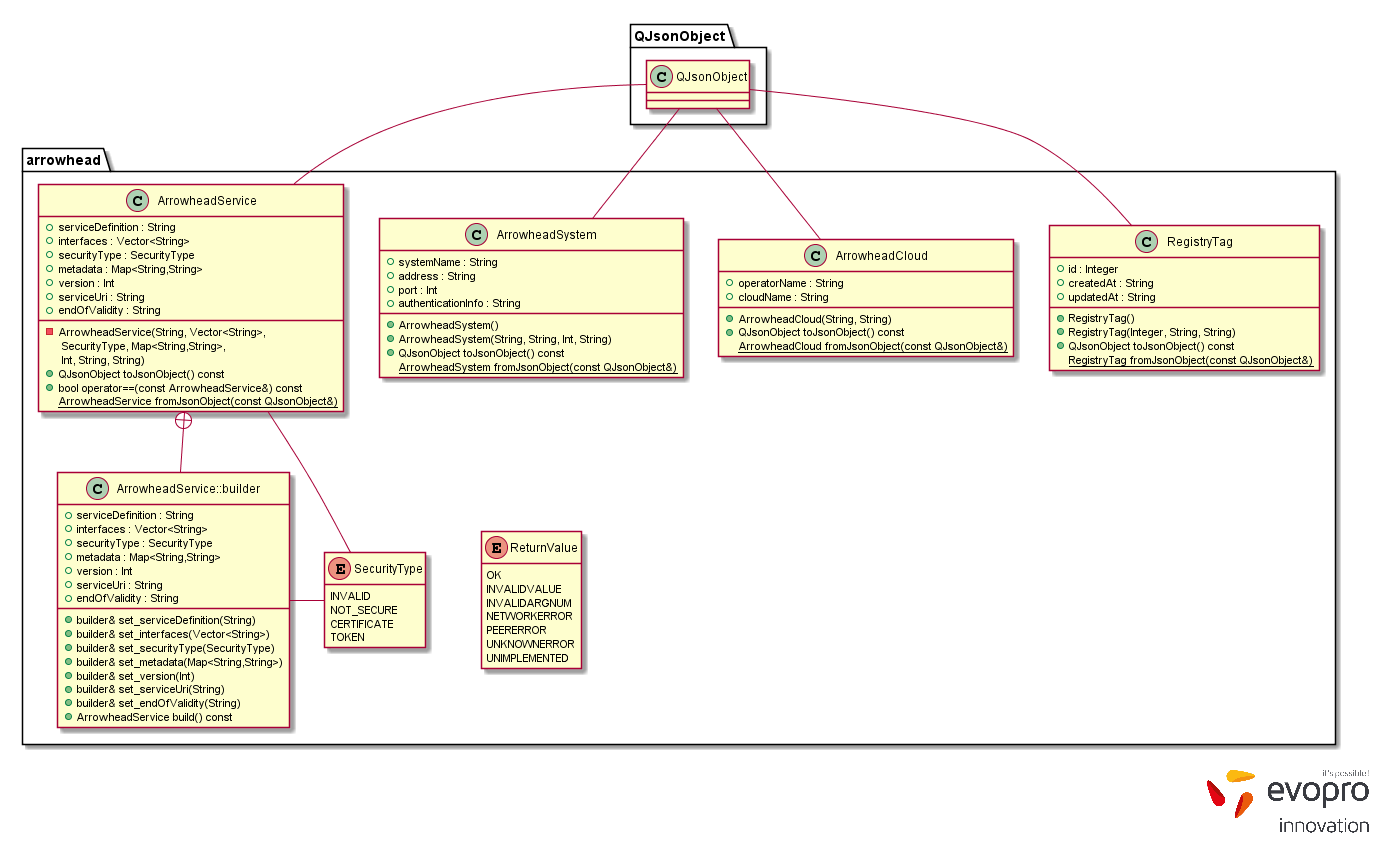 QJsonObject
C QJsonObject
arrowhead
C ArrowheadService
serviceDefinition : String
interfaces : Vector<String>
securityType : SecurityType
metadata : Map<String,String>
version : Int
serviceUri : String
endOfValidity : String
ArrowheadService(String, Vector<String>,
SecurityType, Map<String,String>,
Int, String, String)
QJsonObject toJsonObject() const
bool operator==(const ArrowheadService&) const
ArrowheadService fromJsonObject(const QJsonObject&)
C ArrowheadSystem
systemName : String
address : String
port : Int
authenticationInfo : String
ArrowheadSystem()
ArrowheadSystem(String, String, Int, String)
QJsonObject toJsonObject() const
ArrowheadSystem fromJsonObject(const QJsonObject&)
C ArrowheadCloud
operatorName : String
cloudName : String
ArrowheadCloud(String, String)
QJsonObject toJsonObject() const
ArrowheadCloud fromJsonObject(const QJsonObject&)
C RegistryTag
id : Integer
createdAt : String
updatedAt : String
RegistryTag()
RegistryTag(Integer, String, String)
QJsonObject toJsonObject() const
RegistryTag fromJsonObject(const QJsonObject&)
C ArrowheadService::builder
serviceDefinition : String
interfaces : Vector<String>
securityType : SecurityType
metadata : Map<String,String>
version : Int
serviceUri : String
endOfValidity : String
builder& set_serviceDefinition(String)
builder& set_interfaces(Vector<String>)
builder& set_securityType(SecurityType)
builder& set_metadata(Map<String,String>)
builder& set_version(Int)
builder& set_serviceUri(String)
builder& set_endOfValidity(String)
ArrowheadService build() const
E SecurityType
INVALID
NOT_SECURE
CERTIFICATE
TOKEN
E ReturnValue
OK
INVALIDVALUE
INVALIDARGNUM
NETWORKERROR
PEERERROR
UNKNOWNERROR
UNIMPLEMENTED
it's possible!
evopro
innovation